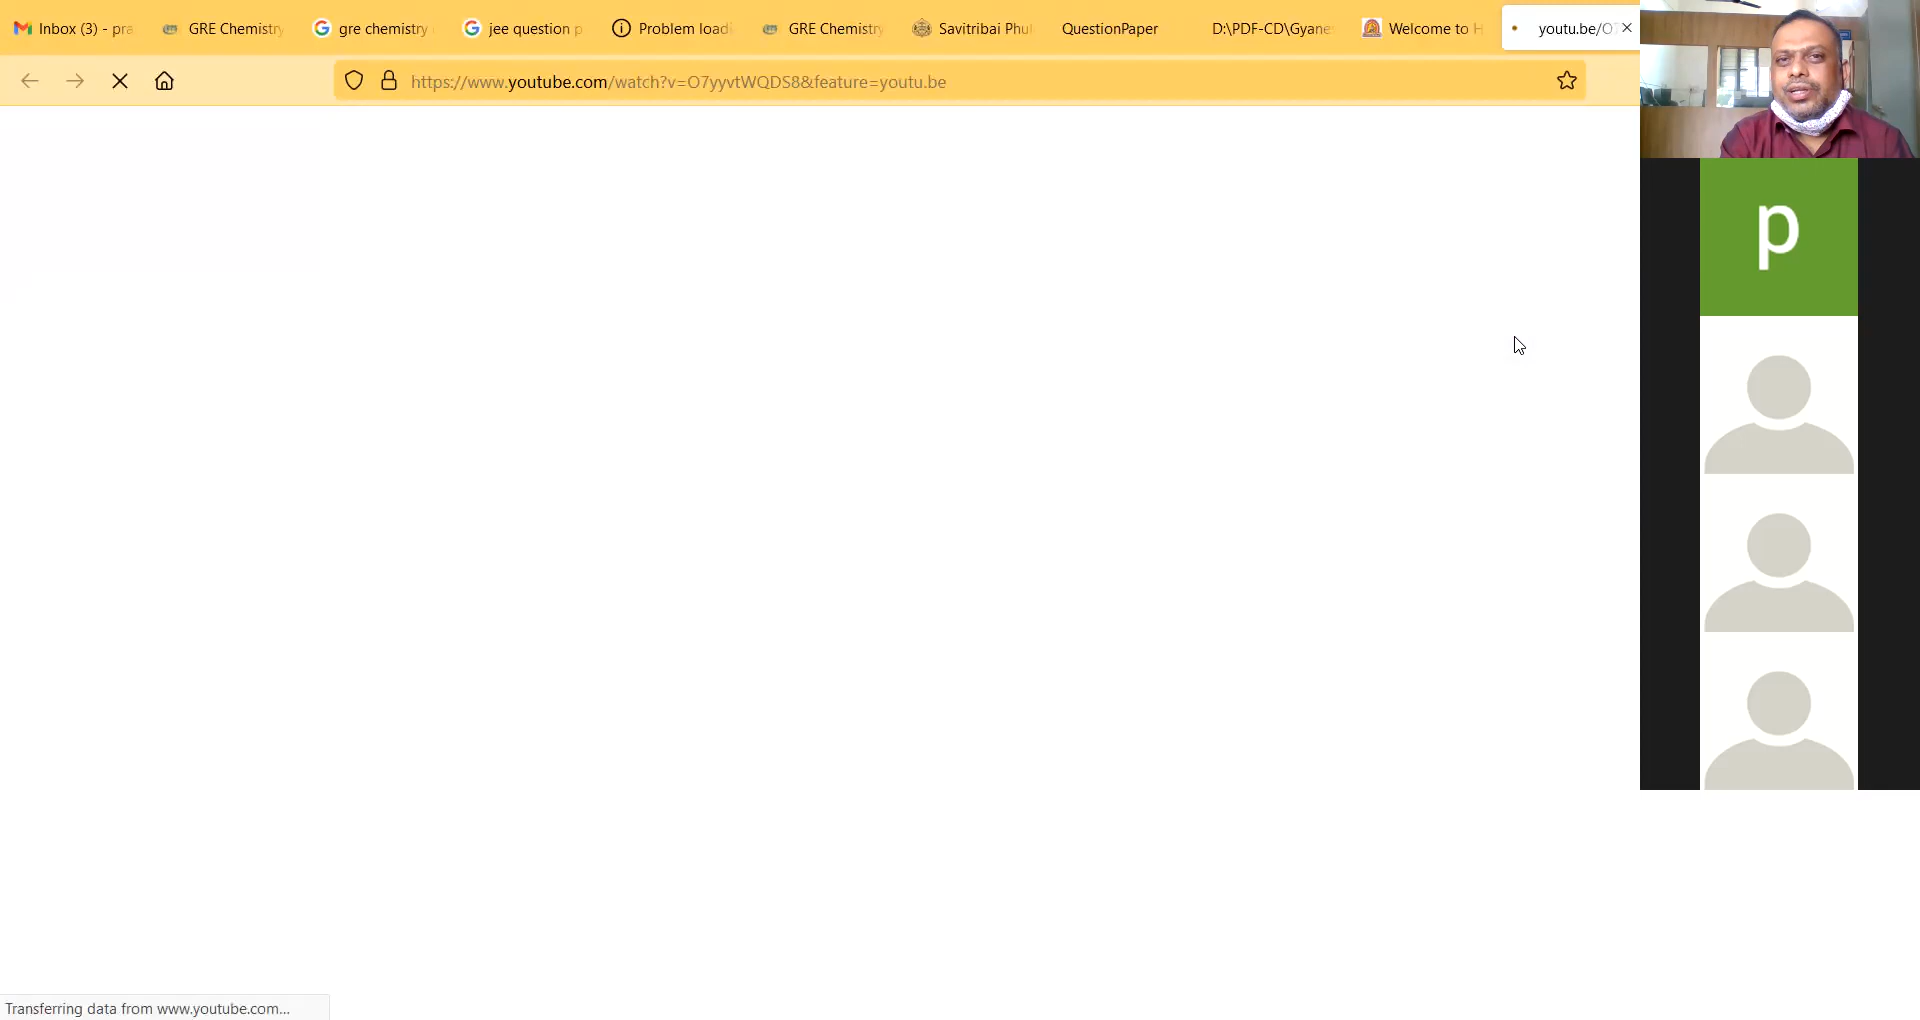 Inbox (3) - pra
GRE Chemistry
gre chemistry
jee question p
Problem loadi
GRE Chemistry
Savitribai Phul
QuestionPaper
D:\PDF-CD\Gyane
Welcome to H
youtu.be/O7
https://www.youtube.com/watch?v=O7yyvtWQDS8&feature=youtu.be
p
Transferring data from www.youtube.com...